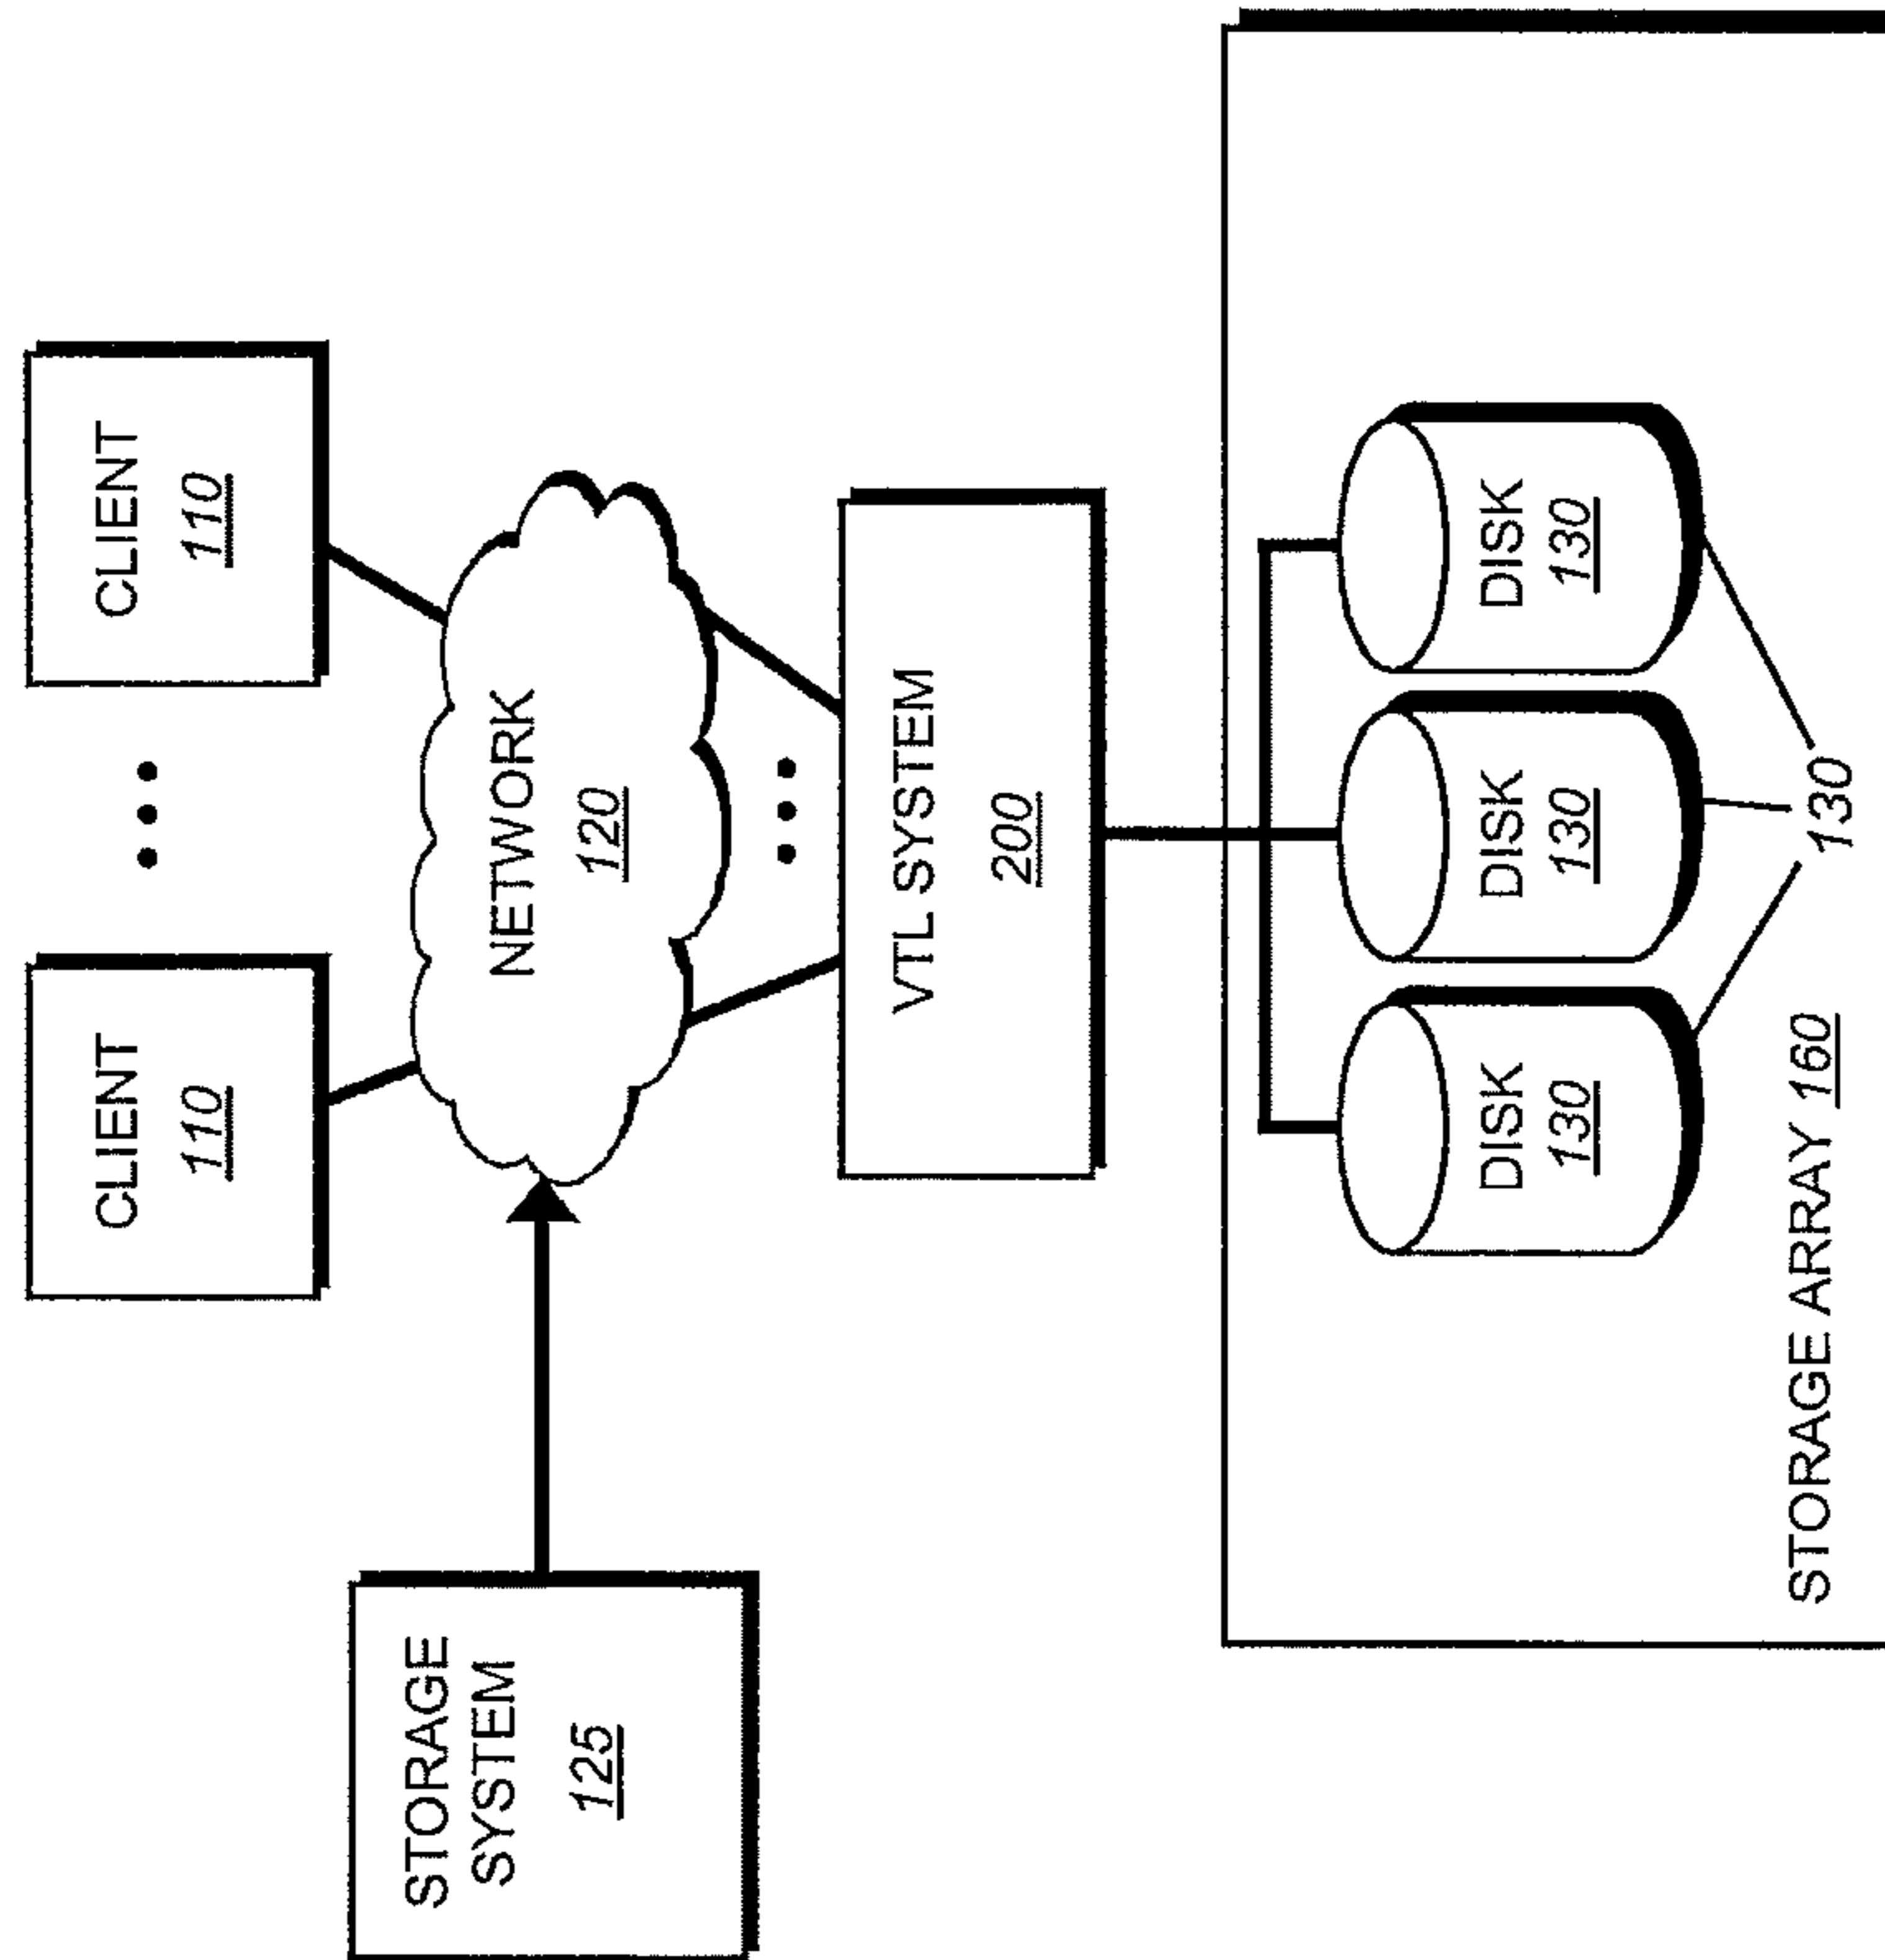 CLIENT
110
• • •
CLIENT
110
STORAGE
SYSTEM
125
NETWORK
120
• • •
VTL SYSTEM
200
DISK
130
DISK
130
DISK
130
STORAGE ARRAY 160
130